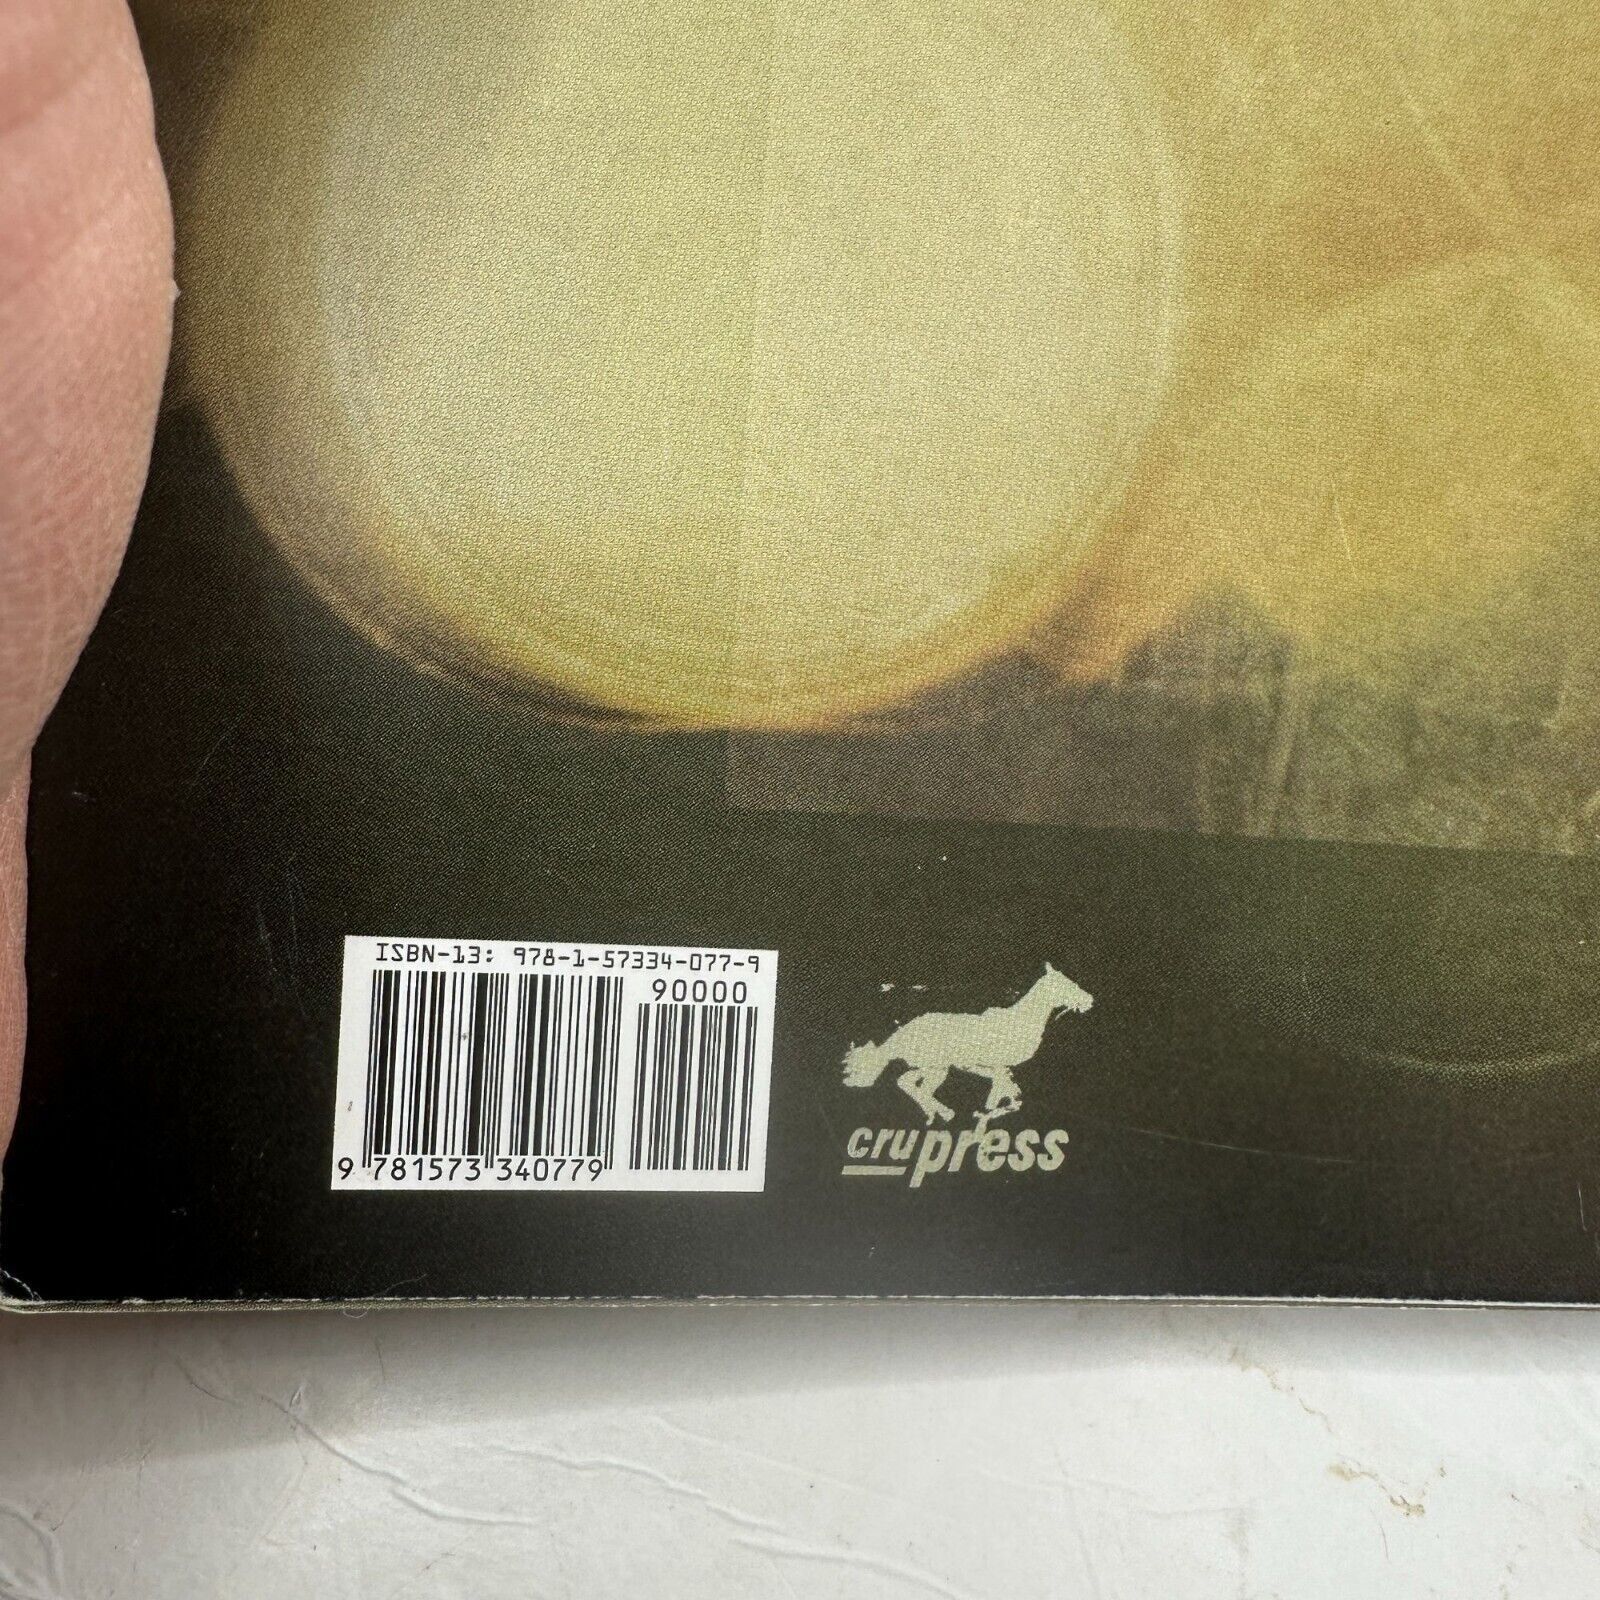 ISBN-13: 978-1-57334-077-9
90000
9 781573 340779
crupress